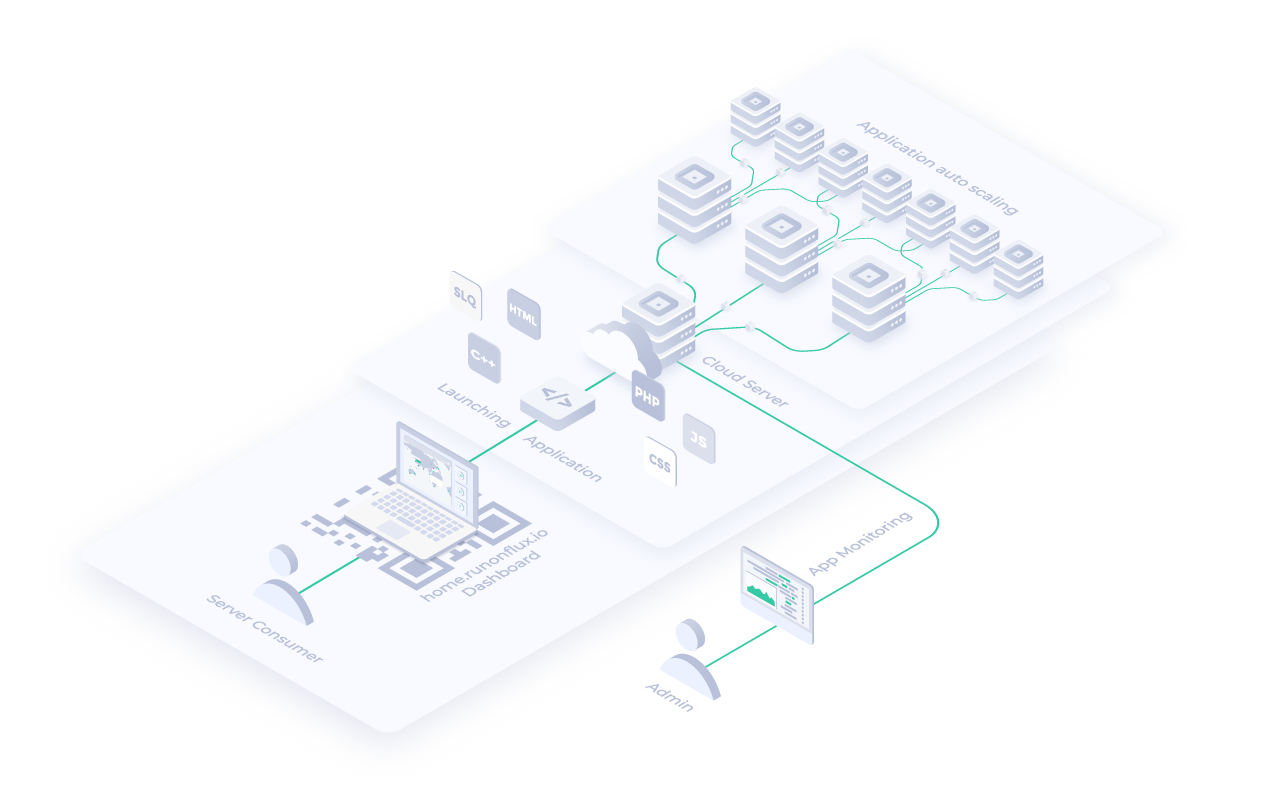 Application auto scaling
SLQ
HTML
C++
Launching
Application
</>
PHP
JS
CSS
Cloud Server
home.runonflux.io
Dashboard
Server Consumer
App Monitoring
Admin